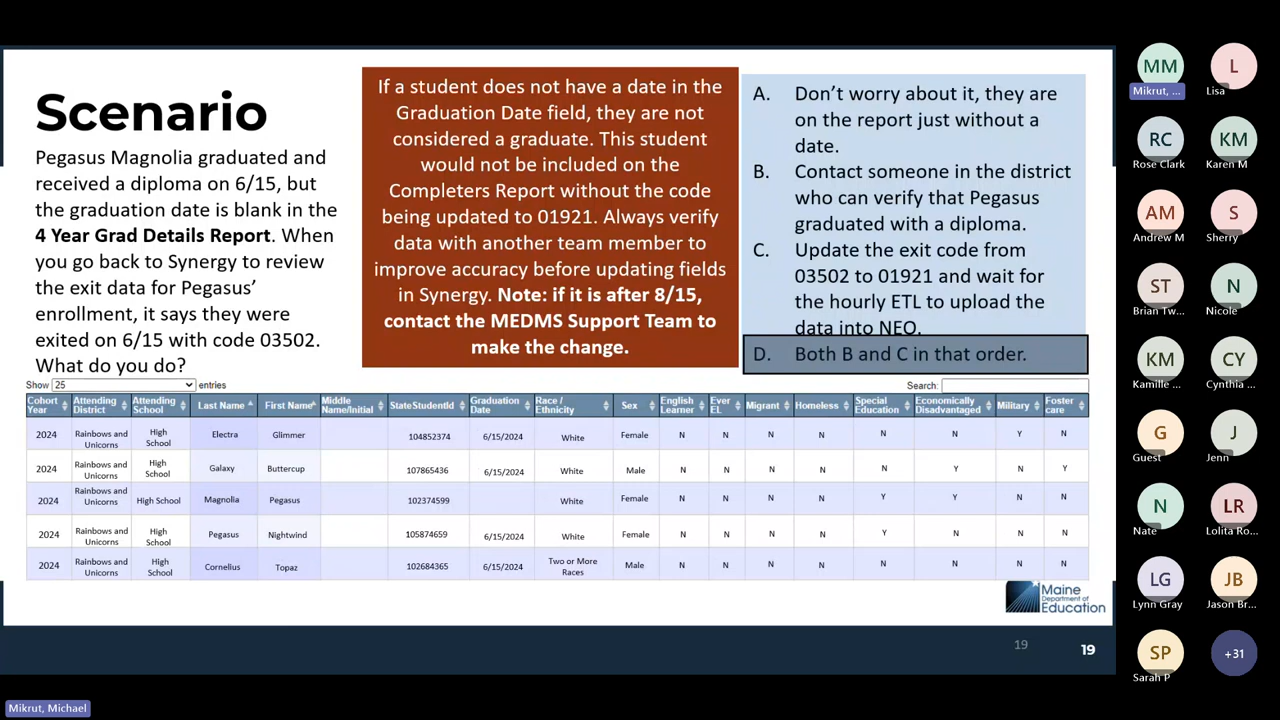 Scenario
Pegasus Magnolia graduated and
received a diploma on 6/15, but
the graduation date is blank in the
4 Year Grad Details Report. When
you go back to Synergy to review
the exit data for Pegasus’
enrollment, it says they were
exited on 6/15 with code 03502.
What do you do?
If a student does not have a date in the
Graduation Date field, they are not
considered a graduate. This student
would not be included on the
Completers Report without the code
being updated to 01921. Always verify
data with another team member to
improve accuracy before updating fields
in Synergy. Note: if it is after 8/15,
contact the MEDMS Support Team to
make the change.
A. Don’t worry about it, they are
on the report just without a
date.
B. Contact someone in the district
who can verify that Pegasus
graduated with a diploma.
C. Update the exit code from
03502 to 01921 and wait for
the hourly ETL to upload the
data into NEO.
D. Both B and C in that order.
Show 25 entries Search:
Cohort Year Attending District Attending School Last Name First Name Middle Name/Initial StateStudentId Graduation Date Race / Ethnicity Sex English Learner Ever EL Migrant Homeless Special Education Economically Disadvantaged Military Foster care
2024 Rainbows and Unicorns High School Electra Glimmer 104852374 6/15/2024 White Female N N N N N N Y N
2024 Rainbows and Unicorns High School Galaxy Buttercup 107865436 6/15/2024 White Male N N N N N Y N Y
2024 Rainbows and Unicorns High School Magnolia Pegasus 102374599 White Female N N N N Y Y N N
2024 Rainbows and Unicorns High School Pegasus Nightwind 105874659 6/15/2024 White Female N N N N Y N N N
2024 Rainbows and Unicorns High School Cornelius Topaz 102684365 6/15/2024 Two or More Races Male N N N N N N N N
Maine
Department of
Education
19
19
MM
Mikrut, ...
L
Lisa
RC
Rose Clark
KM
Karen M
AM
Andrew M
S
Sherry
ST
Brian Tw...
N
Nicole
KM
Kamille ...
CY
Cynthia ...
G
Guest
J
Jenn
N
Nate
LR
Lolita Ro...
LG
Lynn Gray
JB
Jason Br...
SP
Sarah P
+31
Mikrut, Michael